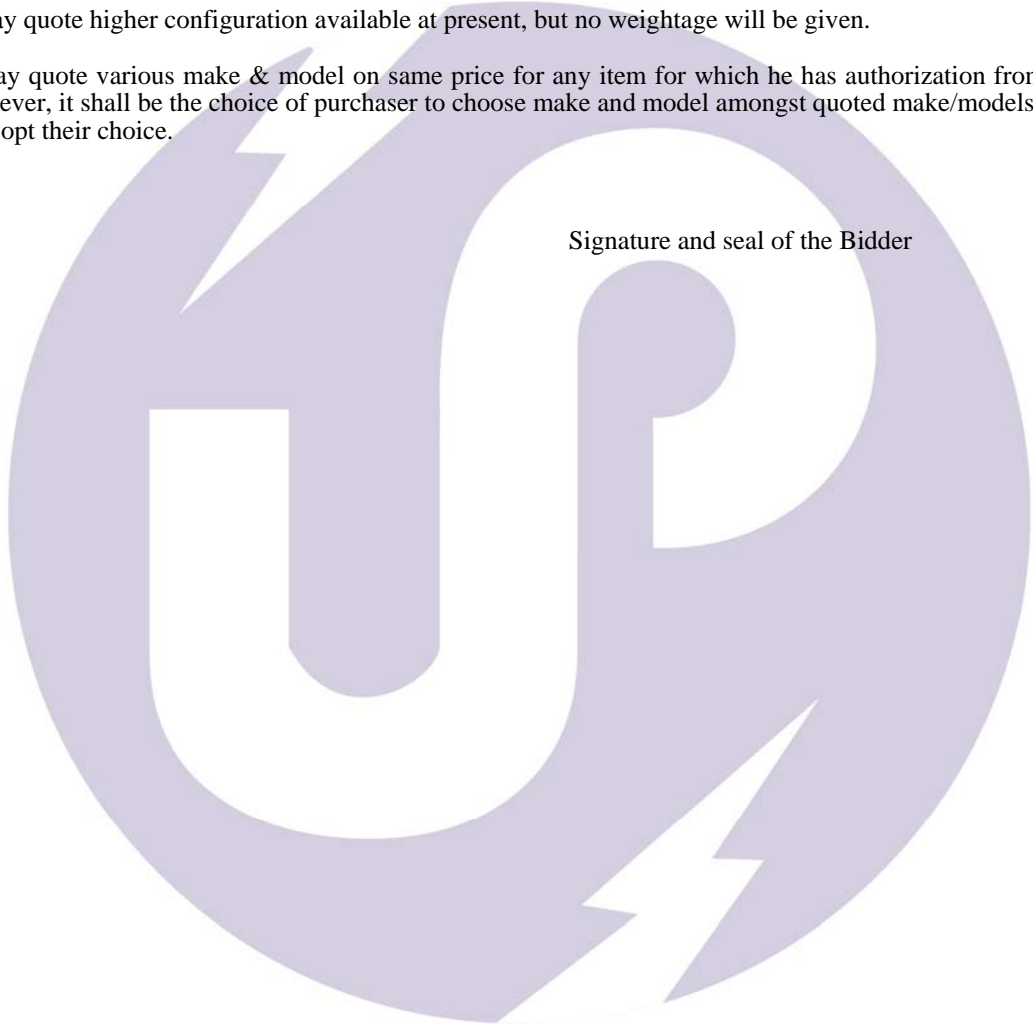 ay quote higher configuration available at present, but no weightage will be given.
ay quote various make & model on same price for any item for which he has authorization from
ever, it shall be the choice of purchaser to choose make and model amongst quoted make/models
opt their choice.
Signature and seal of the Bidder
UP